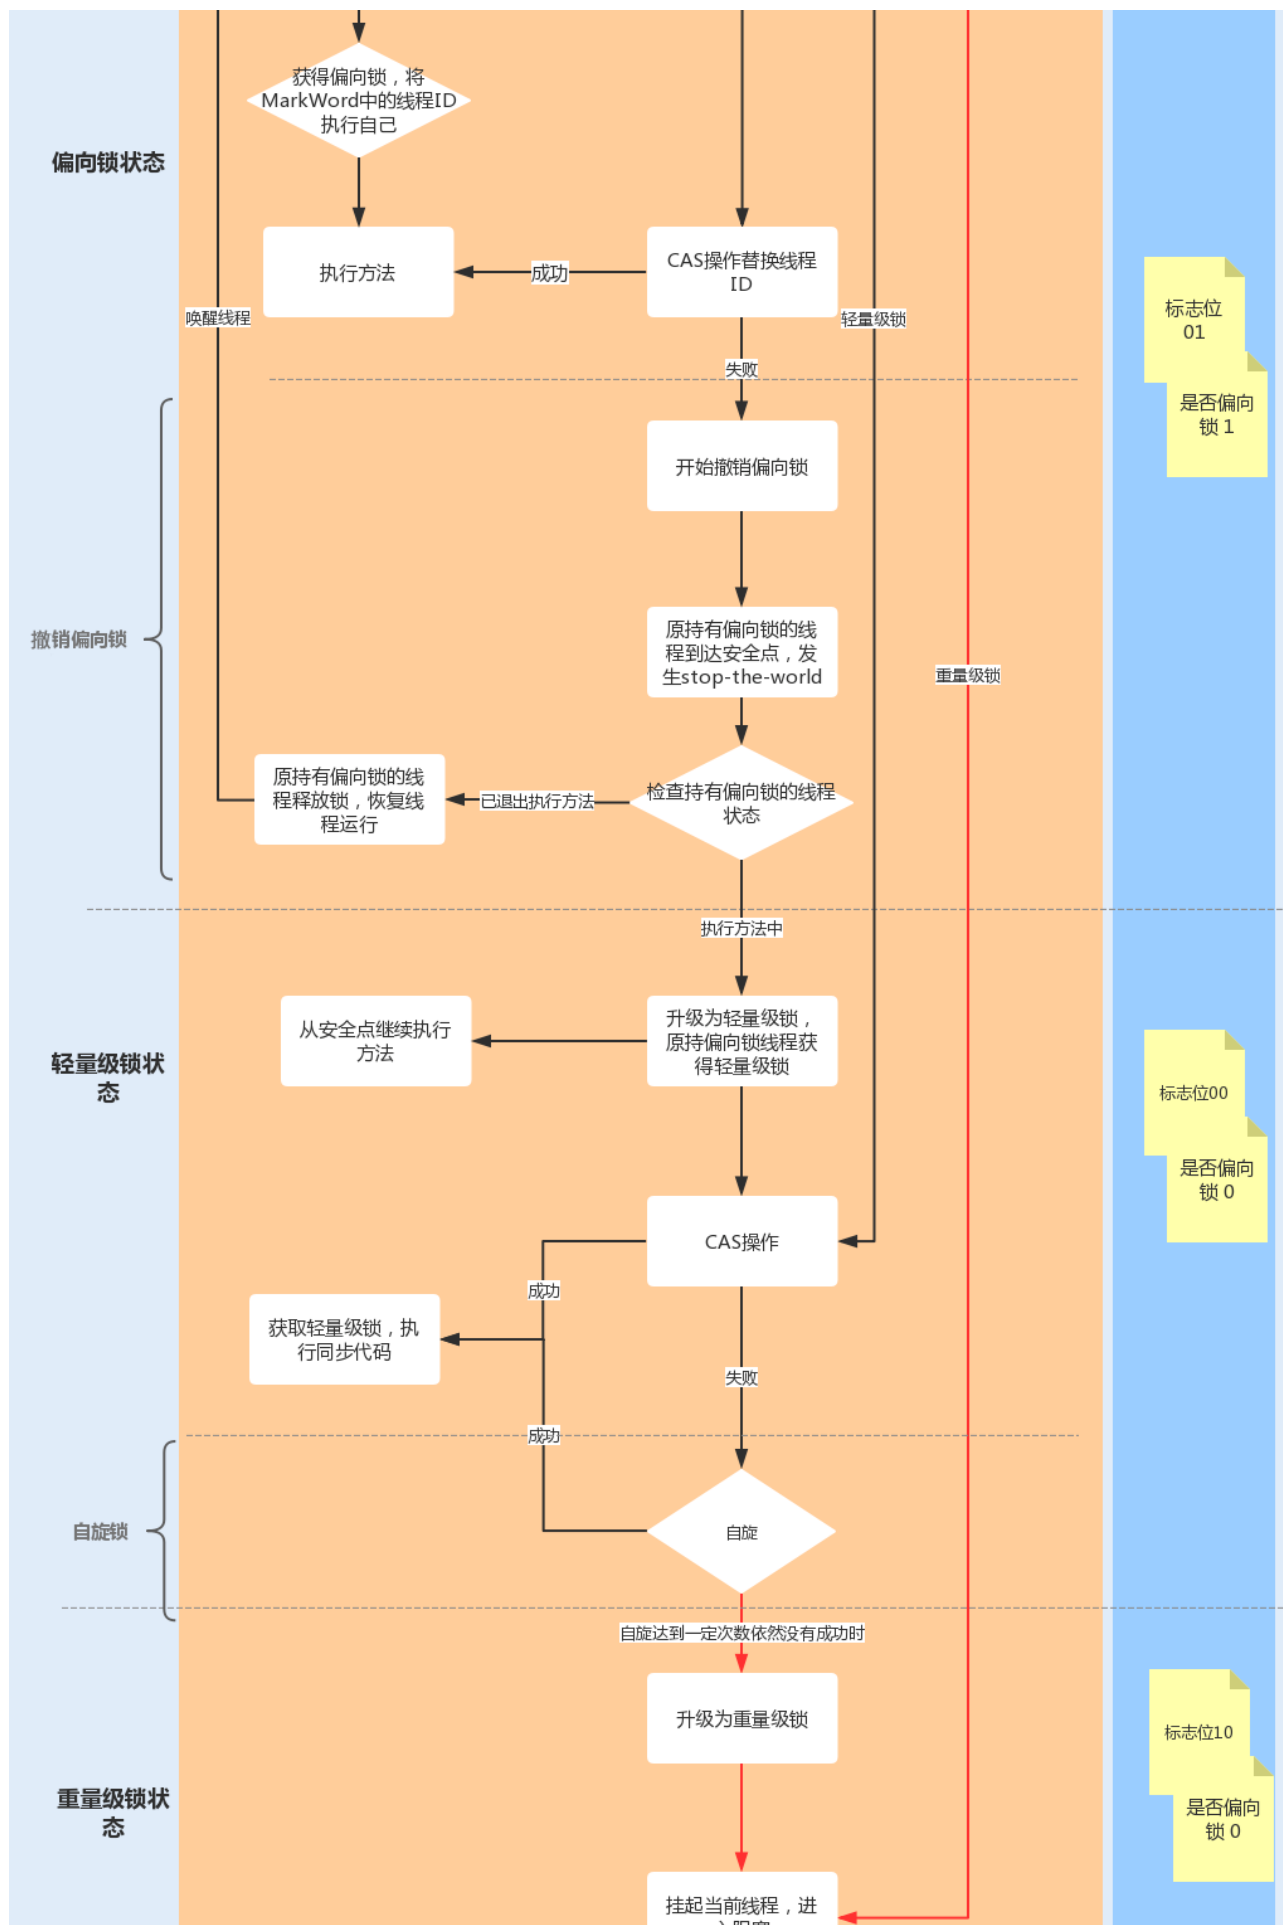 获得偏向锁，将
MarkWord中的线程ID
执行自己
偏向锁状态
执行方法
成功
CAS操作替换线程
ID
唤醒线程
轻量级锁
标志位
01
失败
是否偏向
锁 1
开始撤销偏向锁
撤销偏向锁
原持有偏向锁的线
程到达安全点，发
生stop-the-world
重量级锁
原持有偏向锁的线
程释放锁，恢复线
程运行
已退出执行方法
检查持有偏向锁的线程
状态
执行方法中
从安全点继续执行
方法
升级为轻量级锁，
原持偏向锁线程获
得轻量级锁
轻量级锁状
态
标志位00
是否偏向
锁 0
CAS操作
成功
获取轻量级锁，执
行同步代码
失败
成功
自旋锁
自旋
自旋达到一定次数依然没有成功时
升级为重量级锁
标志位10
重量级锁状
态
是否偏向
锁 0
挂起当前线程，进